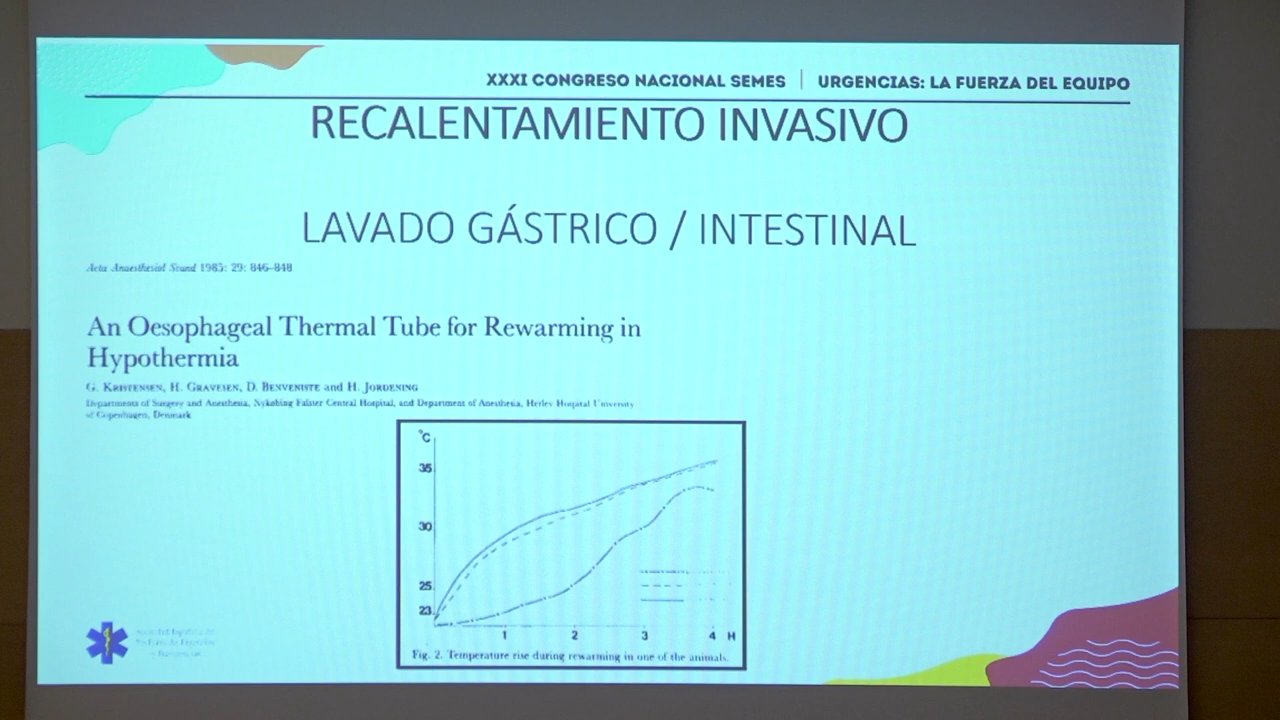 XXXI CONGRESO NACIONAL SEMES | URGENCIAS: LA FUERZA DEL EQUIPO
RECALENTAMIENTO INVASIVO
LAVADO GÁSTRICO / INTESTINAL
Acta Anaesthesiol Scand 1985: 29: 846–848
An Oesophageal Thermal Tube for Rewarming in
Hypothermia
G. KRISTENSEN, H. GRAVESEN, D. BENVENISTE and H. JORDENING
Departments of Surgery and Anesthesia, Nykøbing Falster Central Hospital, and Department of Anesthesia, Herlev Hospital University
of Copenhagen, Denmark
°C
35
30
25
23
1 2 3 4 H
Fig. 2. Temperature rise during rewarming in one of the animals.